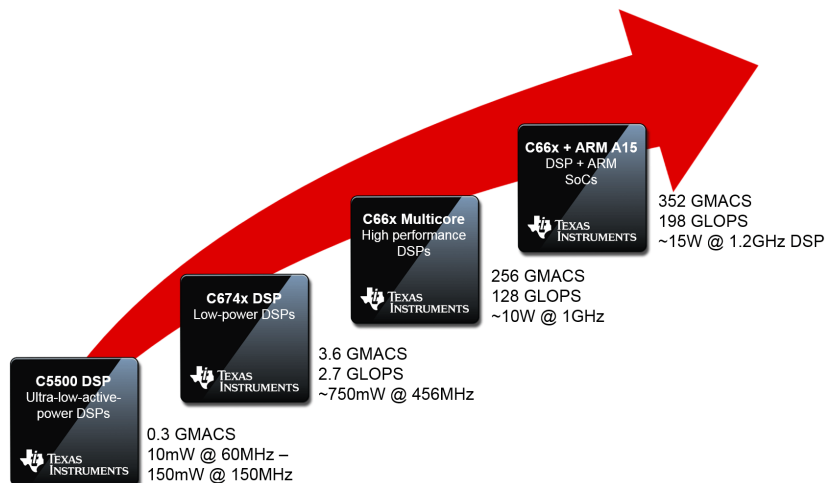 C66x + ARM A15
DSP + ARM
SoCs
TEXAS
INSTRUMENTS
352 GMACS
198 GLOPS
~15W @ 1.2GHz DSP
C66x Multicore
High performance
DSPs
TEXAS
INSTRUMENTS
256 GMACS
128 GLOPS
~10W @ 1GHz
C674x DSP
Low-power DSPs
TEXAS
INSTRUMENTS
3.6 GMACS
2.7 GLOPS
~750mW @ 456MHz
C5500 DSP
Ultra-low-active-
power DSPs
TEXAS
INSTRUMENTS
0.3 GMACS
10mW @ 60MHz –
150mW @ 150MHz